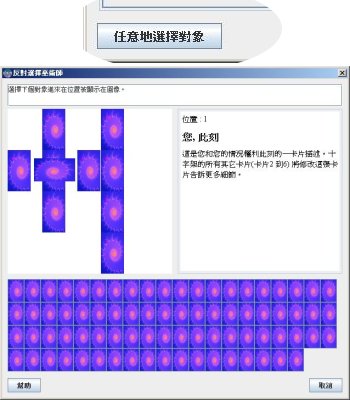 任意地選擇對象
反對選擇巫術師
選擇下個對象進來在位置被顯示在圖像。
位置 : 1
您, 此刻
這是您和您的情況權利此刻的一卡片描述。十
字架的所有其它卡片(卡片2 到6) 將修改這張卡
片告訴更多細節。
幫助
取消